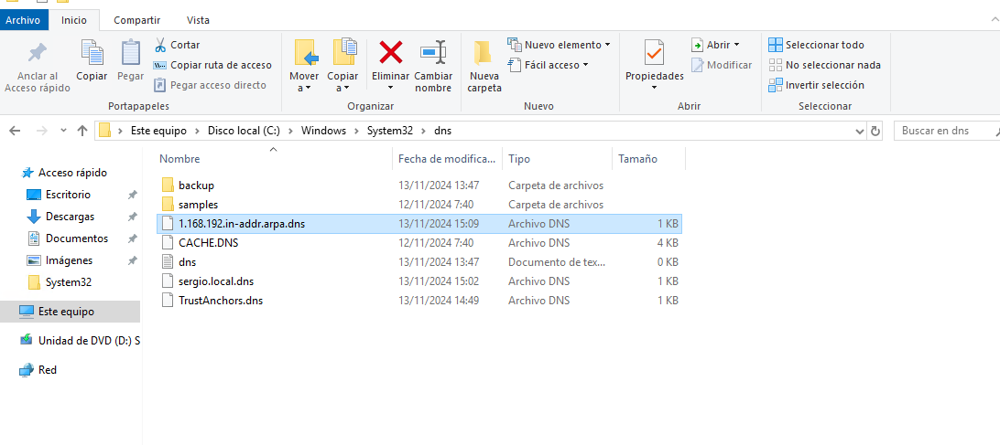 Archivo Inicio Compartir Vista
Anclar al Acceso rápido
Copiar
Pegar
Cortar
Copiar ruta de acceso
Pegar acceso directo
Portapapeles
Mover a
Copiar a
Eliminar
Cambiar nombre
Organizar
Nueva carpeta
Nuevo elemento
Fácil acceso
Nuevo
Propiedades
Abrir
Modificar
Abrir
Seleccionar todo
No seleccionar nada
Invertir selección
Seleccionar
Este equipo > Disco local (C:) > Windows > System32 > dns
Buscar en dns
Acceso rápido
Escritorio
Descargas
Documentos
Imágenes
System32
Este equipo
Unidad de DVD (D:) S
Red
Nombre Fecha de modifica... Tipo Tamaño
backup 13/11/2024 13:47 Carpeta de archivos
samples 12/11/2024 7:40 Carpeta de archivos
1.168.192.in-addr.arpa.dns 13/11/2024 15:09 Archivo DNS 1 KB
CACHE.DNS 12/11/2024 7:40 Archivo DNS 4 KB
dns 13/11/2024 13:47 Documento de tex... 0 KB
sergio.local.dns 13/11/2024 15:02 Archivo DNS 1 KB
TrustAnchors.dns 13/11/2024 14:49 Archivo DNS 1 KB